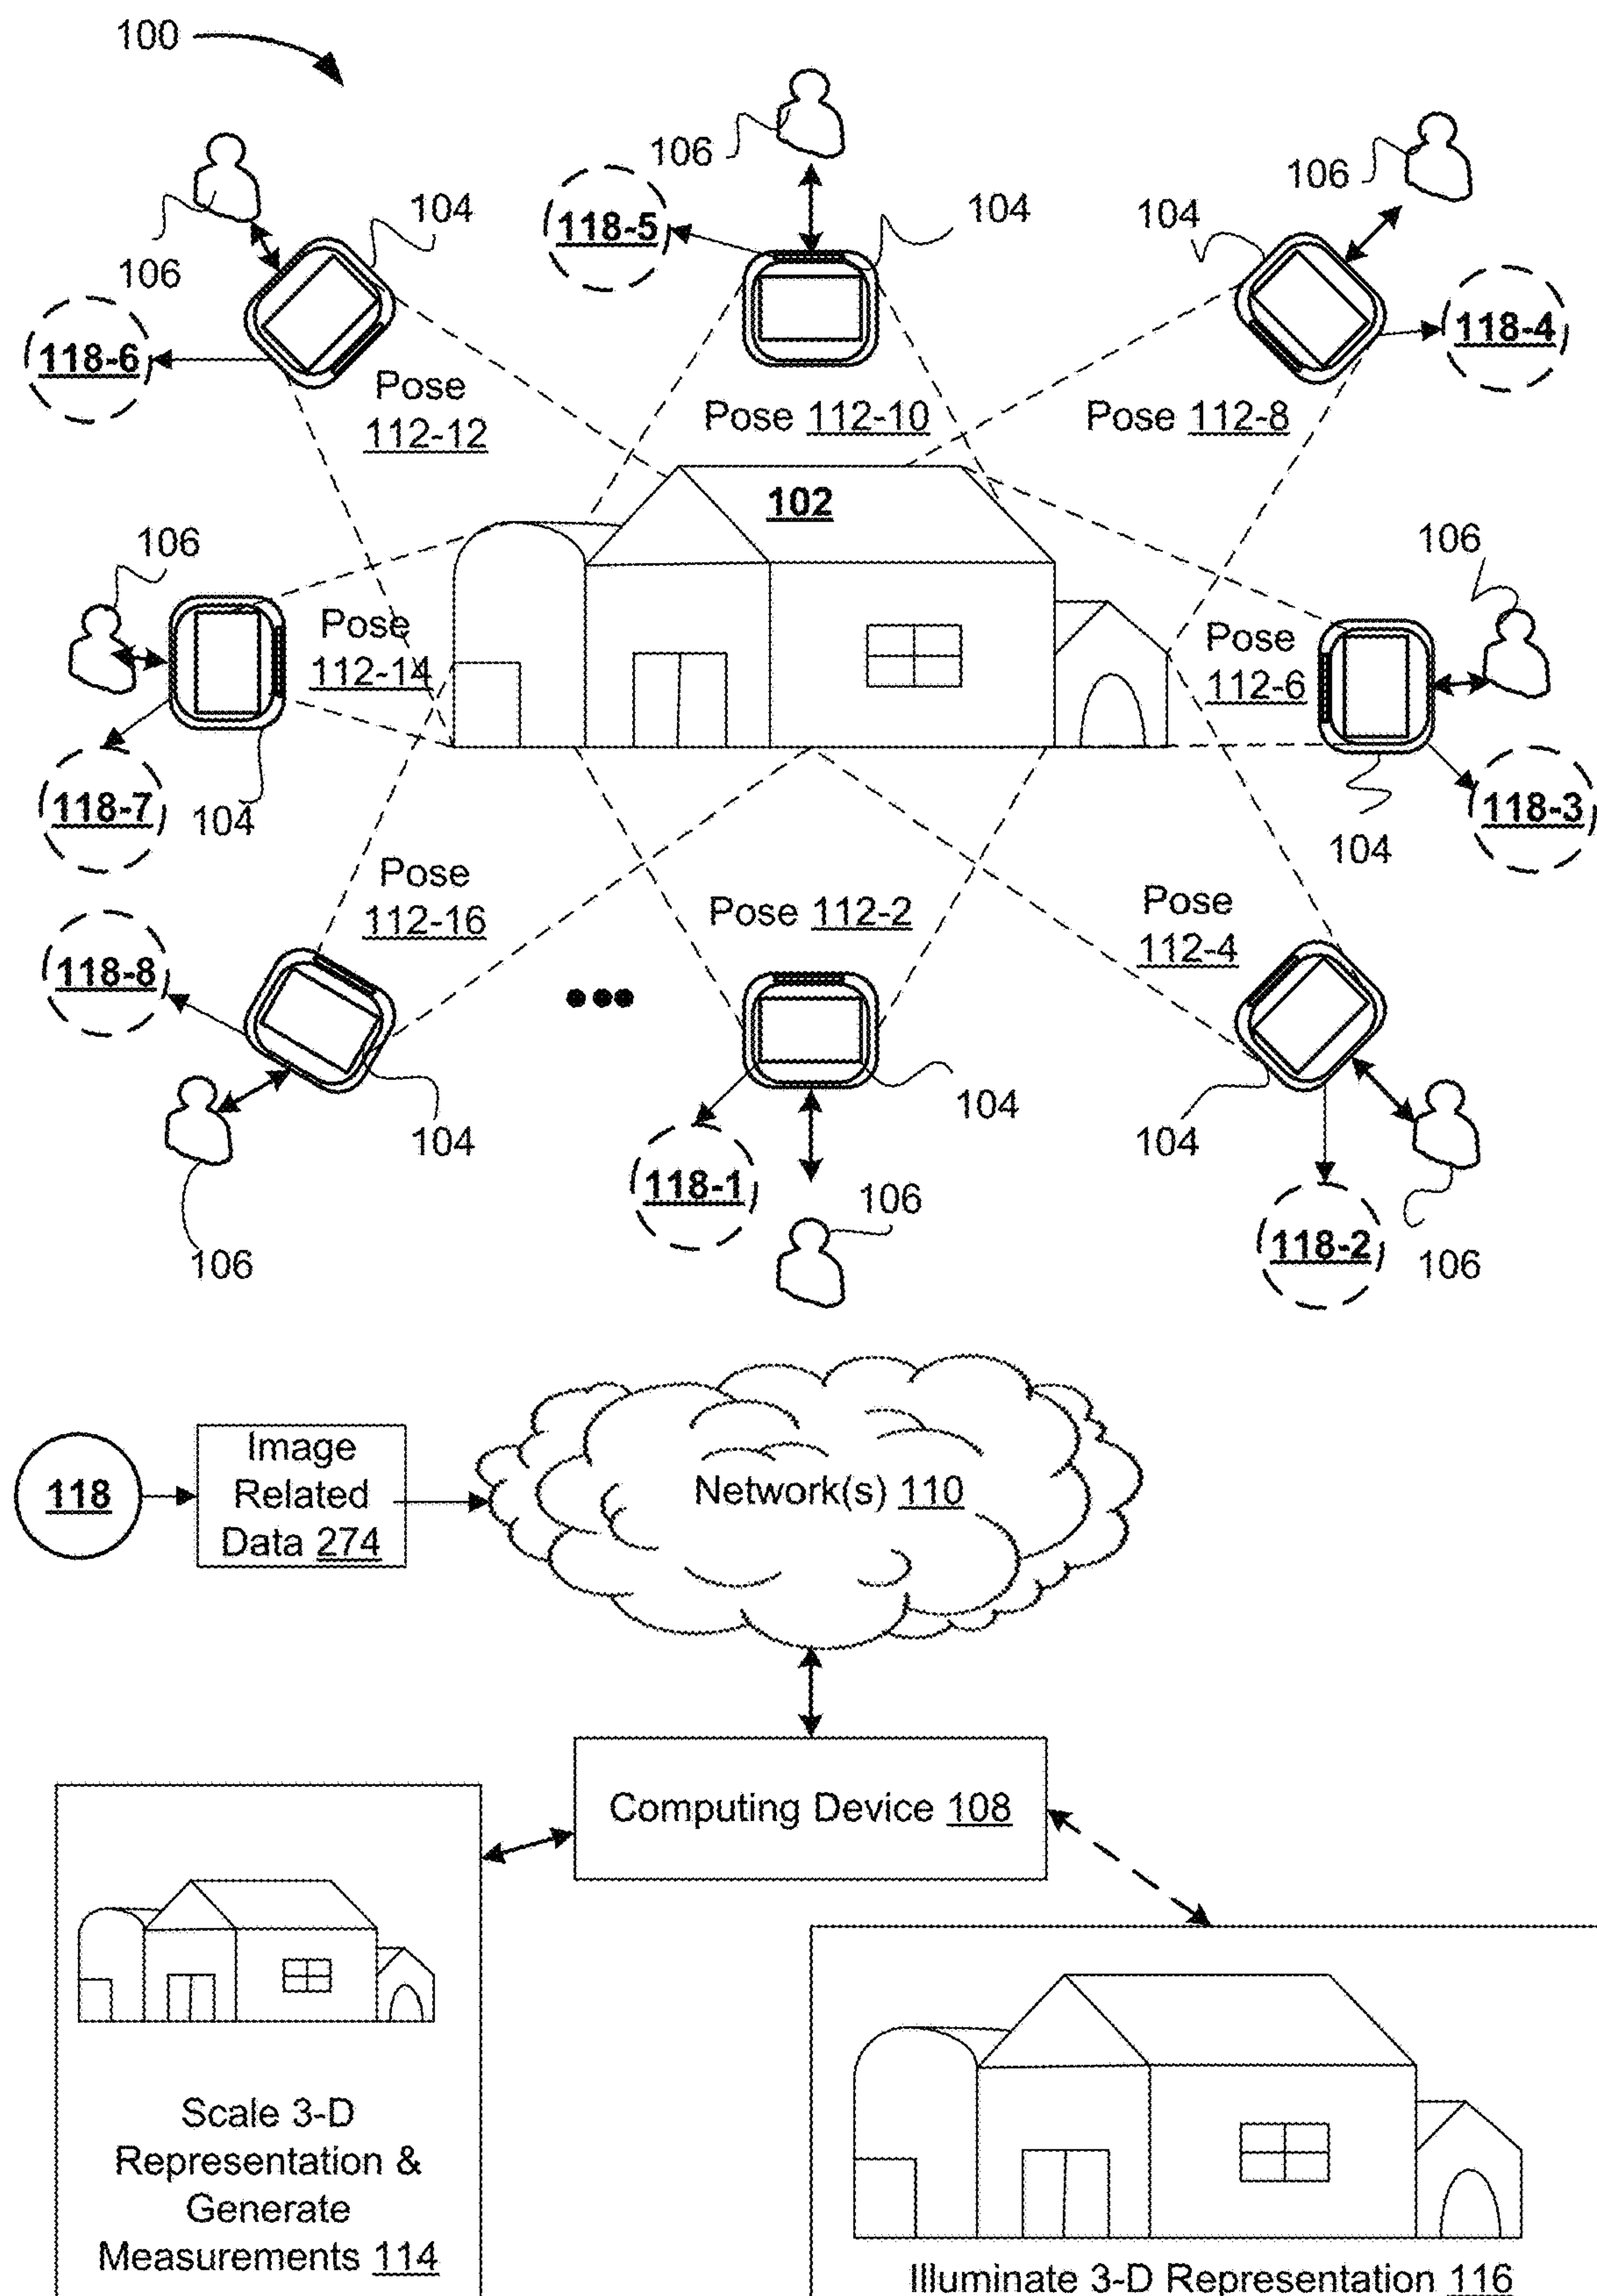 100
106
106
106
104
118-5
104
104
106
118-6
118-4
Pose
112-12
Pose 112-10
Pose 112-8
102
106
106
Pose
112-14
Pose
112-6
118-7
104
118-3
104
Pose
112-16
Pose 112-2
Pose
112-4
118-8
104
104
104
118-1
106
106
118-2
106
118
Image
Related
Data 274
Network(s) 110
Computing Device 108
Scale 3-D
Representation &
Generate
Measurements 114
Illuminate 3-D Representation 116